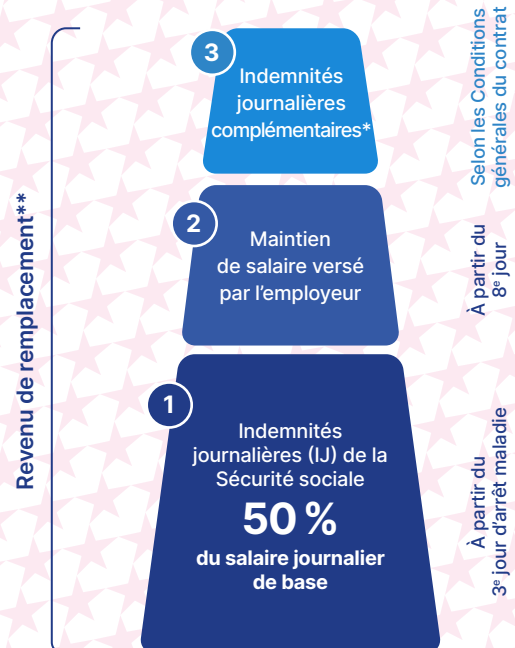 Revenu de remplacement**
3
Indemnités
journalières
complémentaires*
Selon les Conditions
générales du contrat
2
Maintien
de salaire versé
par l’employeur
À partir du
8e jour
1
Indemnités
journalières (IJ) de la
Sécurité sociale
50 %
du salaire journalier
de base
À partir du
3e jour d’arrêt maladie